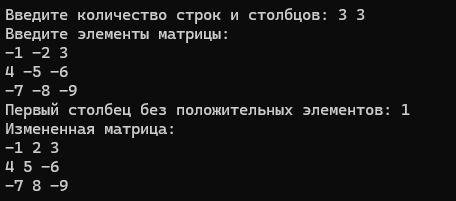 Введите количество строк и столбцов: 3 3
Введите элементы матрицы:
-1 -2 3
4 -5 -6
-7 -8 -9
Первый столбец без положительных элементов: 1
Измененная матрица:
-1 2 3
4 5 -6
-7 8 -9